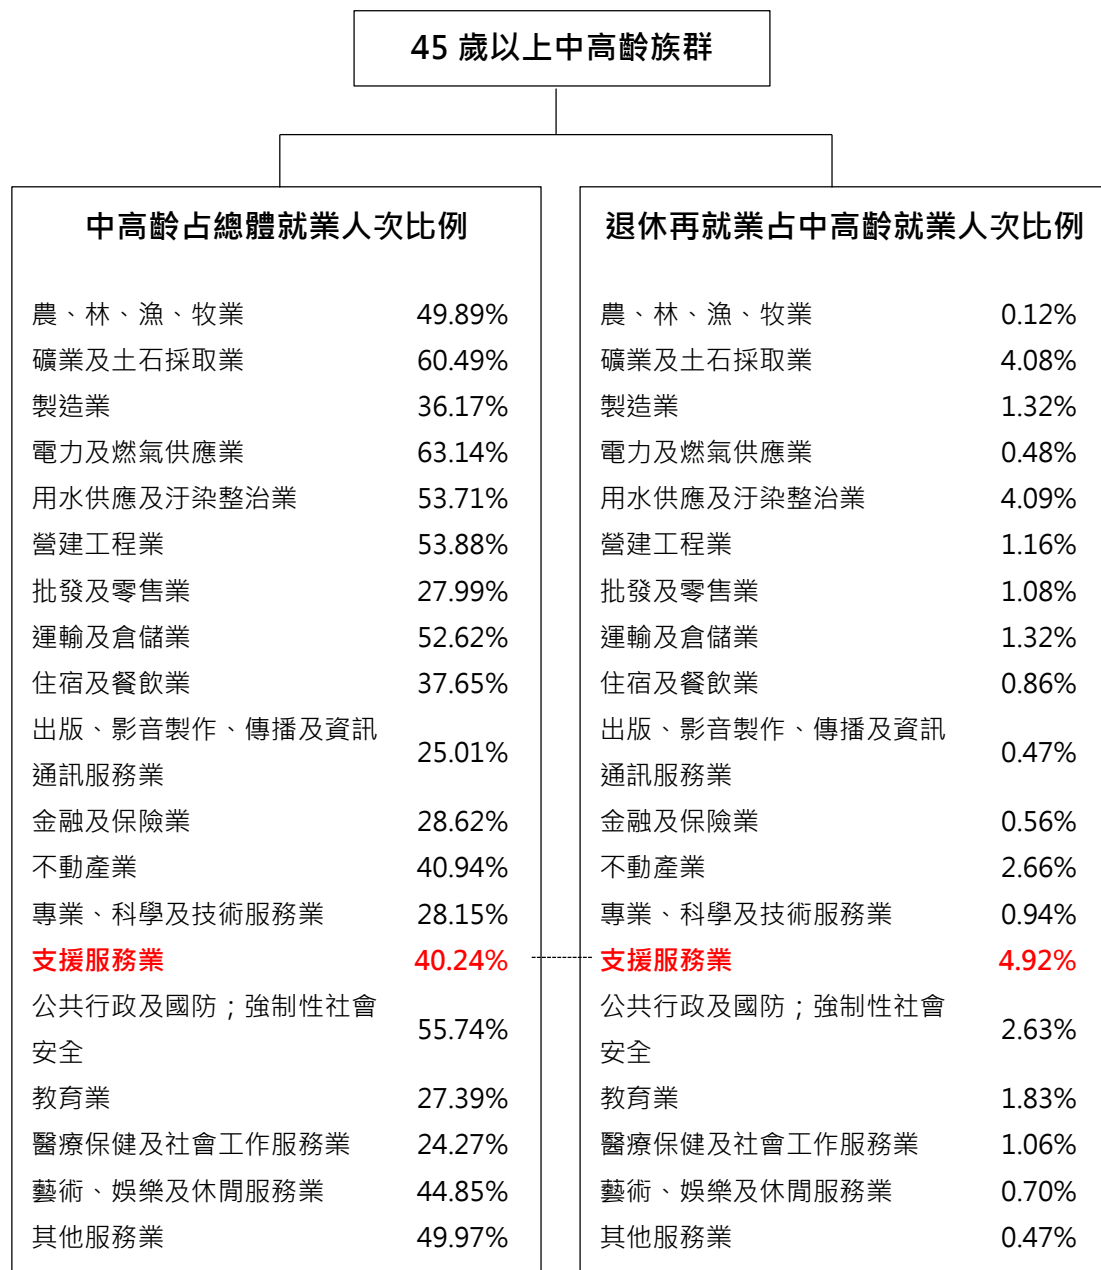 45 歲以上中高齡族群
中高齡占總體就業人次比例
農、林、漁、牧業 49.89%
礦業及土石採取業 60.49%
製造業 36.17%
電力及燃氣供應業 63.14%
用水供應及汙染整治業 53.71%
營建工程業 53.88%
批發及零售業 27.99%
運輸及倉儲業 52.62%
住宿及餐飲業 37.65%
出版、影音製作、傳播及資訊
通訊服務業 25.01%
金融及保險業 28.62%
不動產業 40.94%
專業、科學及技術服務業 28.15%
支援服務業 40.24%
公共行政及國防；強制性社會
安全 55.74%
教育業 27.39%
醫療保健及社會工作服務業 24.27%
藝術、娛樂及休閒服務業 44.85%
其他服務業 49.97%
退休再就業占中高齡就業人次比例
農、林、漁、牧業 0.12%
礦業及土石採取業 4.08%
製造業 1.32%
電力及燃氣供應業 0.48%
用水供應及汙染整治業 4.09%
營建工程業 1.16%
批發及零售業 1.08%
運輸及倉儲業 1.32%
住宿及餐飲業 0.86%
出版、影音製作、傳播及資訊
通訊服務業 0.47%
金融及保險業 0.56%
不動產業 2.66%
專業、科學及技術服務業 0.94%
支援服務業 4.92%
公共行政及國防；強制性社會
安全 2.63%
教育業 1.83%
醫療保健及社會工作服務業 1.06%
藝術、娛樂及休閒服務業 0.70%
其他服務業 0.47%